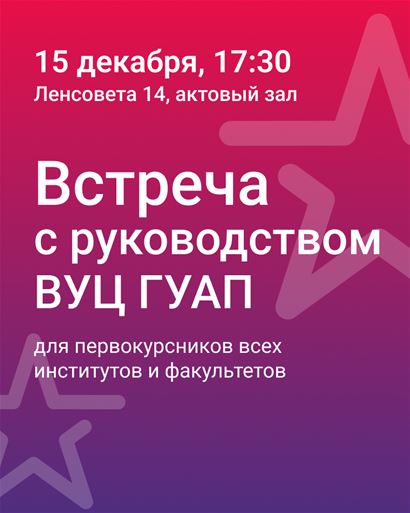 15 декабря, 17:30
Ленсовета 14, актовый зал
Встреча
с руководством
ВУЦ ГУАП
для первокурсников всех
институтов и факультетов